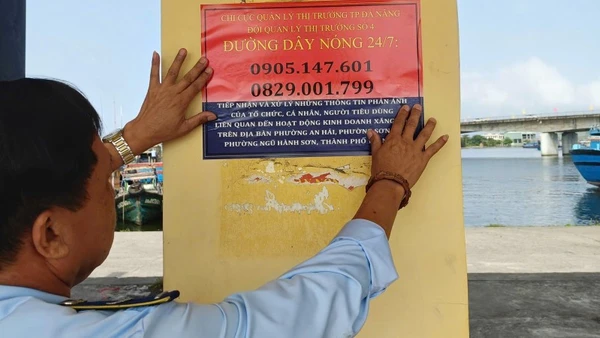 CHI CỤC QUẢN LÝ THỊ TRƯỜNG TP.ĐÀ NẴNG
ĐỘI QUẢN LÝ THỊ TRƯỜNG SỐ 4
ĐƯỜNG DÂY NÓNG 24/7:
0905.147.601
0829.001.799
TIẾP NHẬN VÀ XỬ LÝ NHỮNG THÔNG TIN PHẢN ÁNH
CỦA TỔ CHỨC, CÁ NHÂN, NGƯỜI TIÊU DÙNG
LIÊN QUAN ĐẾN HOẠT ĐỘNG KINH DOANH XĂNG
TRÊN ĐỊA BÀN PHƯỜNG AN HẢI, PHƯỜNG SƠN
PHƯỜNG NGŨ HÀNH SƠN, THÀNH PHỐ